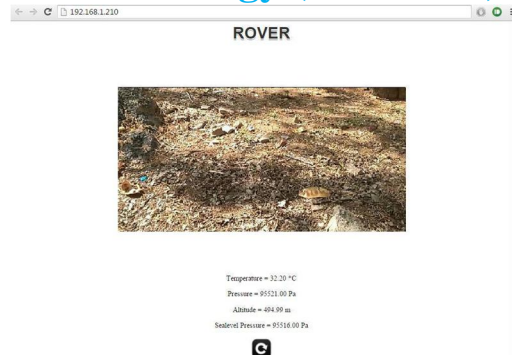 192.168.1.210
ROVER
Temperature = 32.20 °C
Pressure = 95521.00 Pa
Altitude = 494.99 m
Sealevel Pressure = 95516.00 Pa